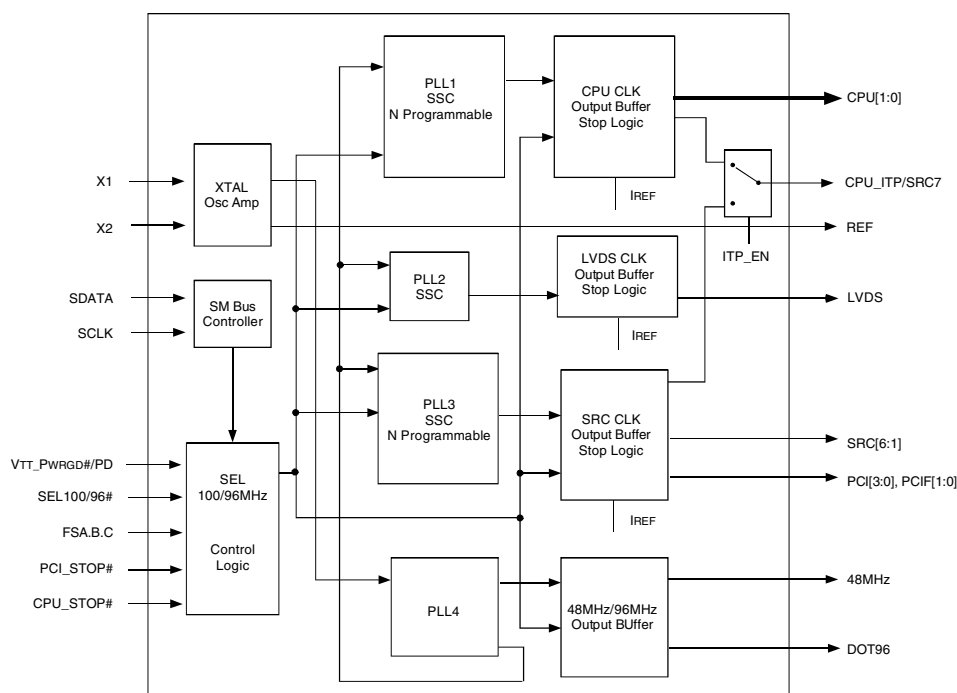 PLL1
SSC
N Programmable
CPU CLK
Output Buffer
Stop Logic
CPU[1:0]
X1
X2
XTAL
Osc Amp
IREF
CPU_ITP/SRC7
REF
ITP_EN
SDATA
SCLK
SM Bus
Controller
PLL2
SSC
LVDS CLK
Output Buffer
Stop Logic
LVDS
IREF
PLL3
SSC
N Programmable
SRC CLK
Output Buffer
Stop Logic
SRC[6:1]
PCI[3:0], PCIF[1:0]
IREF
VTT_PWRGD#/PD
SEL100/96#
FSA.B.C
PCI_STOP#
CPU_STOP#
SEL
100/96MHz
Control
Logic
PLL4
48MHz/96MHz
Output BUffer
48MHz
DOT96